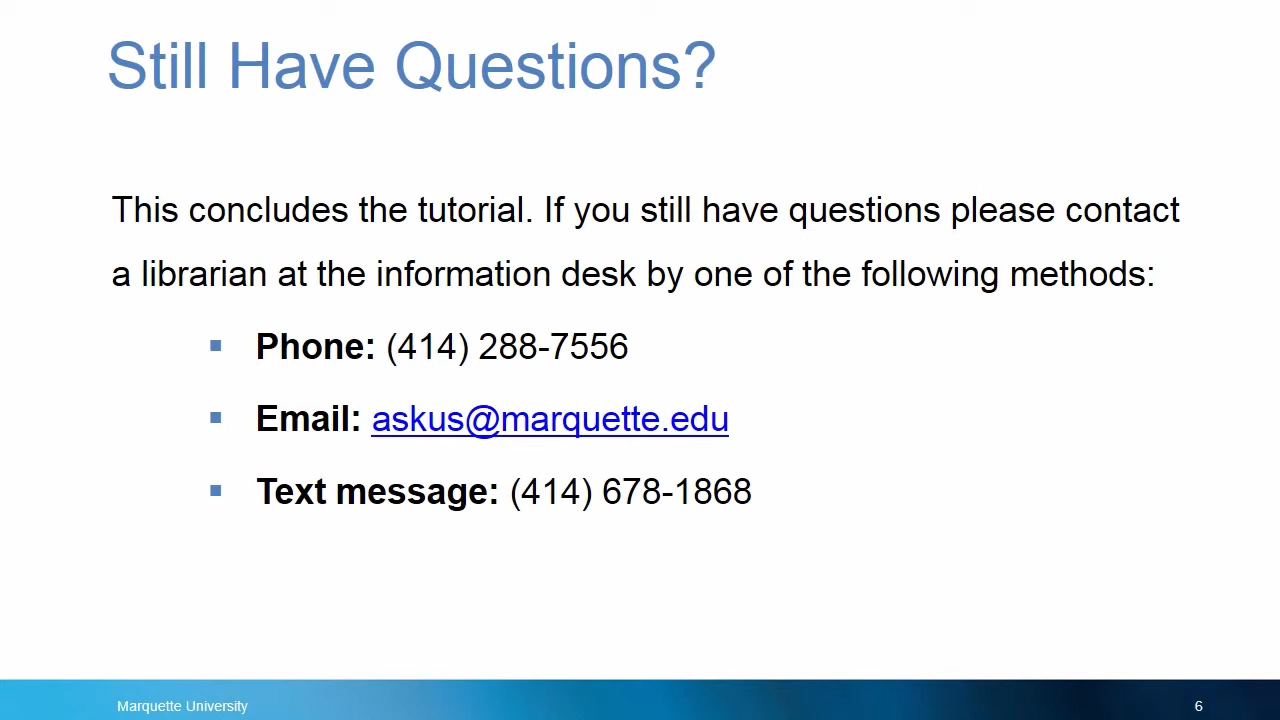 Still Have Questions?
This concludes the tutorial. If you still have questions please contact
a librarian at the information desk by one of the following methods:
▪ Phone: (414) 288-7556
▪ Email: askus@marquette.edu
▪ Text message: (414) 678-1868
Marquette University
6